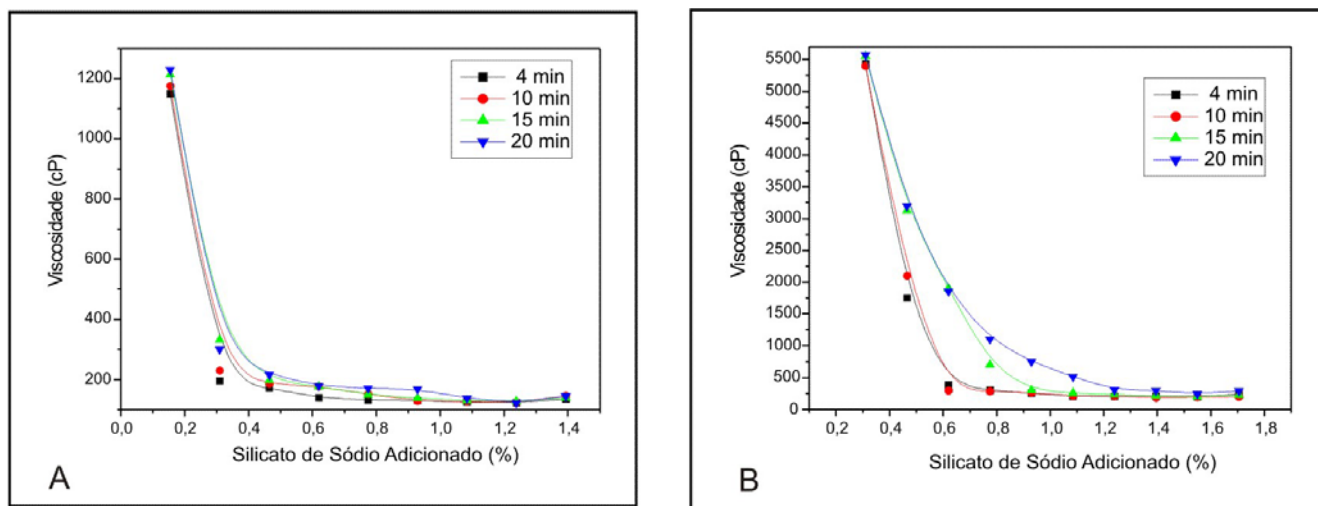 1200
1000
800
600
400
200
0,0 0,2 0,4 0,6 0,8 1,0 1,2 1,4
Viscosidade (cP)
Silicato de Sódio Adicionado (%)
4 min
10 min
15 min
20 min
A
5500
5000
4500
4000
3500
3000
2500
2000
1500
1000
500
0
0,2 0,4 0,6 0,8 1,0 1,2 1,4 1,6 1,8
Viscosidade (cP)
Silicato de Sódio Adicionado (%)
4 min
10 min
15 min
20 min
B